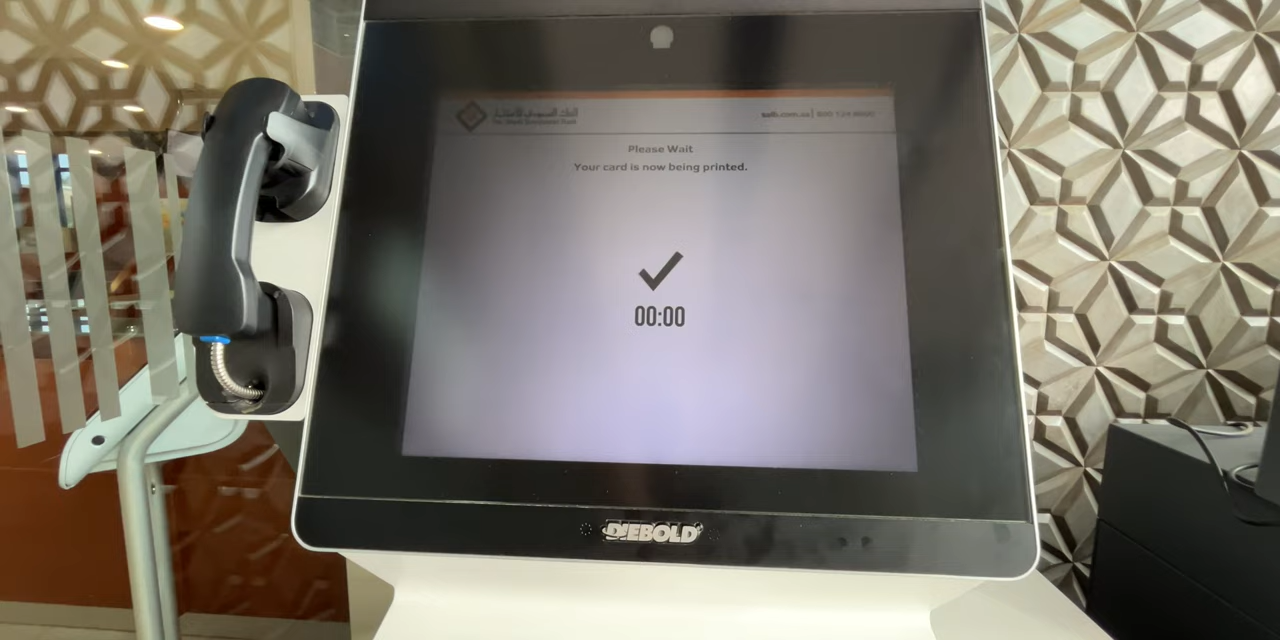 البنك السعودي للاستثمار
The Saudi Investment Bank
saib.com.sa | 800 124 8000
Please Wait
Your card is now being printed.
00:00
DIEBOLD